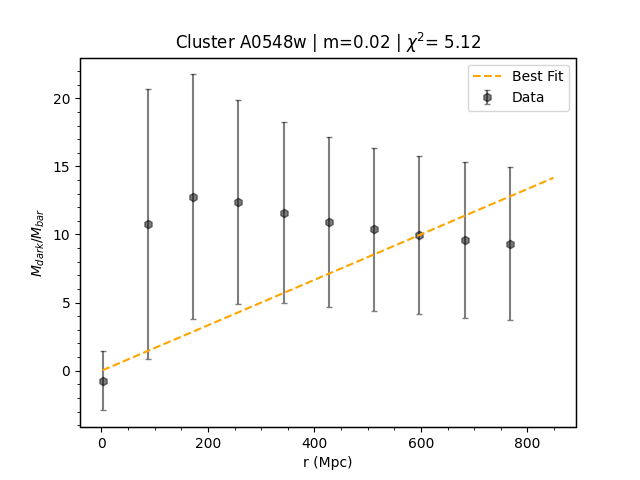 Cluster A0548w | m=0.02 | χ²= 5.12
Best Fit
Data
20
15
10
5
0
M_dark/M_bar
0 200 400 600 800
r (Mpc)